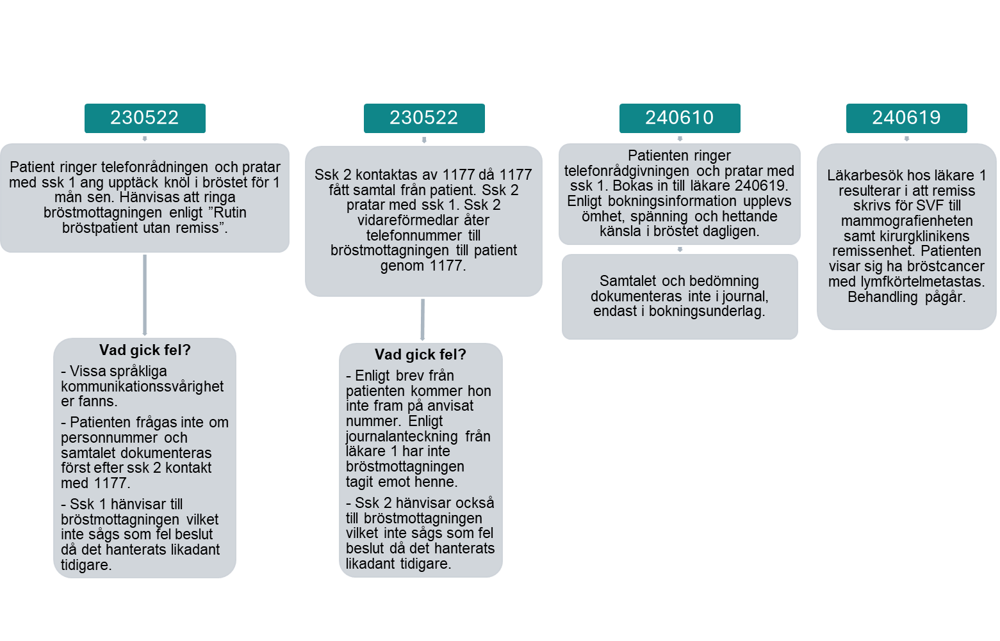 230522
Patient ringer telefonrådningen och pratar
med ssk 1 ang upptäck knöl i bröstet för 1
mån sen. Hänvisas att ringa
bröstmottagningen enligt ”Rutin
bröstpatient utan remiss”.
Vad gick fel?
- Vissa språkliga
kommunikationssvårighet
er fanns.
- Patienten frågas inte om
personnummer och
samtalet dokumenteras
först efter ssk 2 kontakt
med 1177.
- Ssk 1 hänvisar till
bröstmottagningen vilket
inte sågs som fel beslut
då det hanterats likadant
tidigare.
230522
Ssk 2 kontaktas av 1177 då 1177
fått samtal från patient. Ssk 2
pratar med ssk 1. Ssk 2
vidareförmedlar åter
telefonnummer till
bröstmottagningen till patient
genom 1177.
Vad gick fel?
- Enligt brev från
patienten kommer hon
inte fram på anvisat
nummer. Enligt
journalanteckning från
läkare 1 har inte
bröstmottagningen
tagit emot henne.
- Ssk 2 hänvisar också
till bröstmottagningen
vilket inte sågs som fel
beslut då det hanterats
likadant tidigare.
240610
Patienten ringer
telefonrådgivningen och pratar med
ssk 1. Bokas in till läkare 240619.
Enligt bokningsinformation upplevs
ömhet, spänning och hettande
känsla i bröstet dagligen.
Samtalet och bedömning
dokumenteras inte i journal,
endast i bokningsunderlag.
240619
Läkarbesök hos läkare 1
resulterar i att remiss
skrivs för SVF till
mammografienheten
samt kirurgklinikens
remissenhet. Patienten
visar sig ha bröstcancer
med lymfkörtelmetastas.
Behandling pågår.